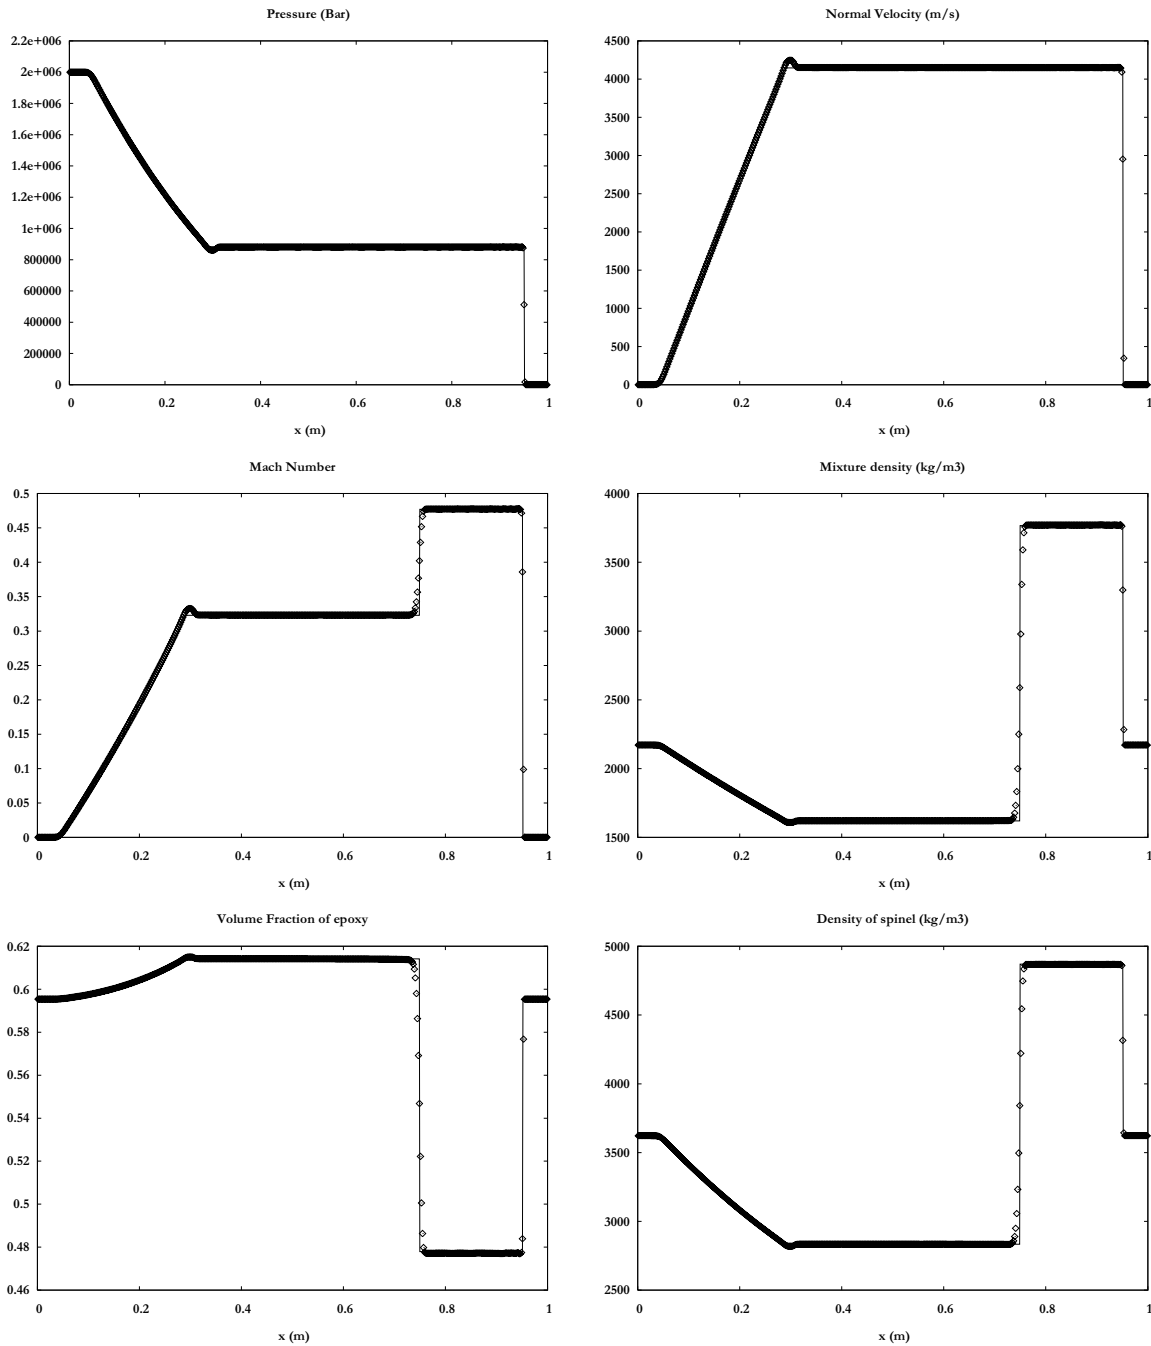 Pressure (Bar)
2.2e+006
2e+006
1.8e+006
1.6e+006
1.4e+006
1.2e+006
1e+006
800000
600000
400000
200000
0
0 0.2 0.4 0.6 0.8 1
x (m)
Normal Velocity (m/s)
4500
4000
3500
3000
2500
2000
1500
1000
500
0
0 0.2 0.4 0.6 0.8 1
x (m)
Mach Number
0.5
0.45
0.4
0.35
0.3
0.25
0.2
0.15
0.1
0.05
0
0 0.2 0.4 0.6 0.8 1
x (m)
Mixture density (kg/m3)
4000
3500
3000
2500
2000
1500
0 0.2 0.4 0.6 0.8 1
x (m)
Volume Fraction of epoxy
0.62
0.6
0.58
0.56
0.54
0.52
0.5
0.48
0.46
0 0.2 0.4 0.6 0.8 1
x (m)
Density of spinel (kg/m3)
5000
4500
4000
3500
3000
2500
0 0.2 0.4 0.6 0.8 1
x (m)